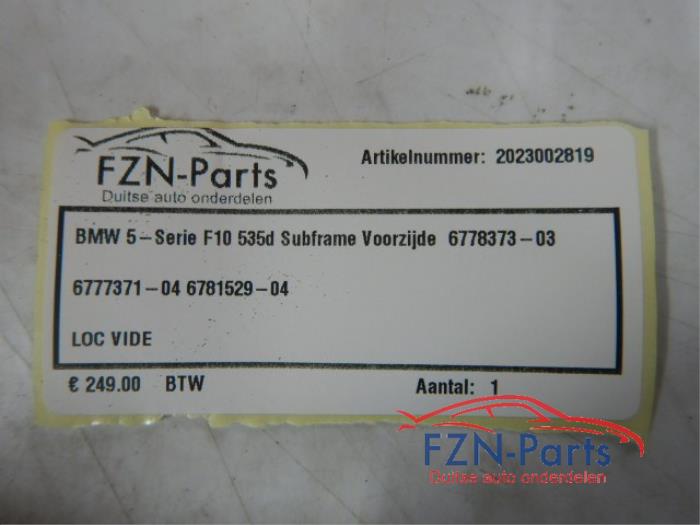 FZN-Parts
Duitse auto onderdelen
Artikelnummer: 2023002819
BMW 5-Serie F10 535d Subframe Voorzijde 6778373-03
6777371-04 6781529-04
LOC VIDE
€ 249.00 BTW
Aantal: 1
FZN-Parts
Duitse auto onderdelen